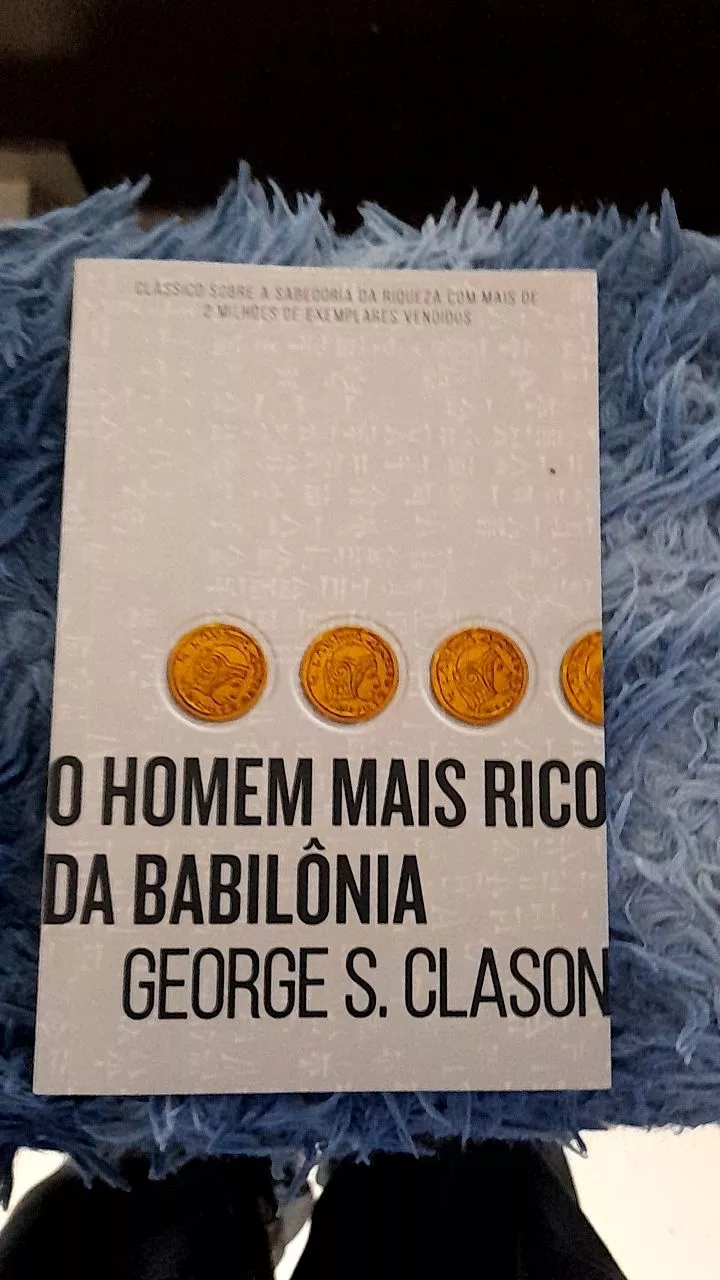 CLÁSSICO SOBRE A SABEDORIA DA RIQUEZA COM MAIS DE
2 MILHÕES DE EXEMPLARES VENDIDOS
O HOMEM MAIS RICO
DA BABILÔNIA
GEORGE S. CLASON